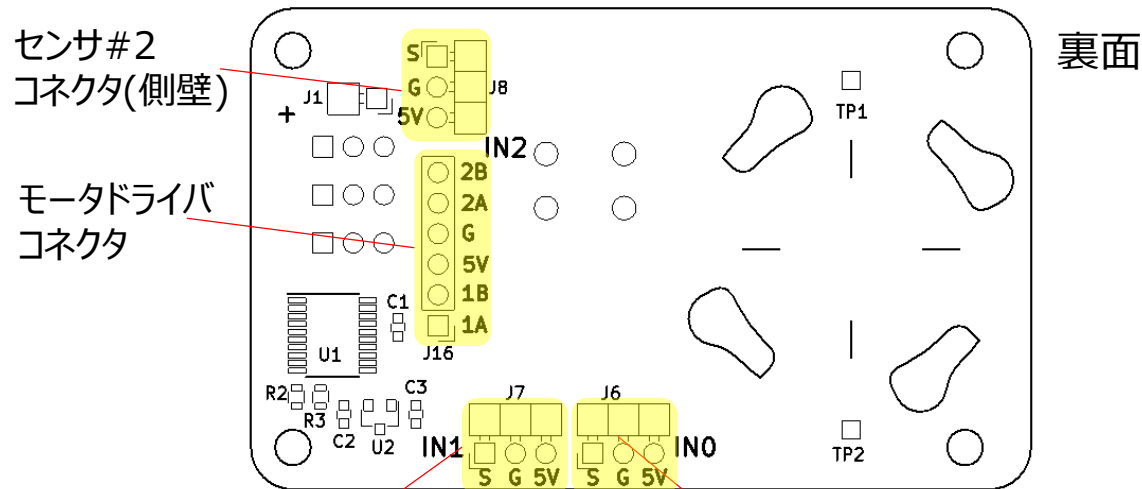 センサ#2
コネクタ(側壁)
裏面
S
G
5V
J8
J1
+
IN2
TP1
モータドライバ
コネクタ
2B
2A
G
5V
1B
1A
J16
C1
U1
R2
R3
C2
U2
C3
J7
J6
IN1
IN0
S G 5V
S G 5V
TP2